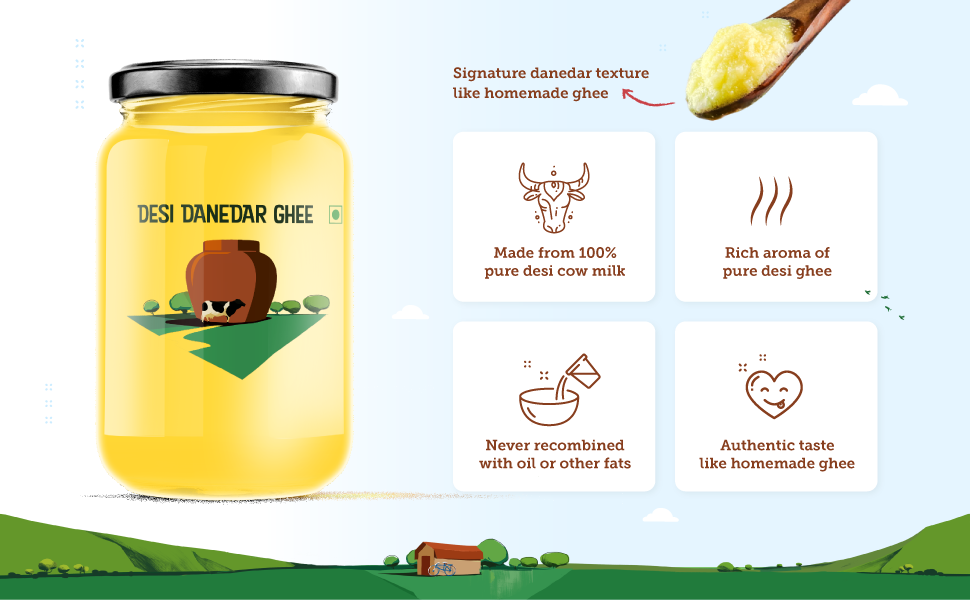 Signature danedar texture
like homemade ghee
DESI DANEDAR GHEE
Made from 100%
pure desi cow milk
Rich aroma of
pure desi ghee
Never recombined
with oil or other fats
Authentic taste
like homemade ghee